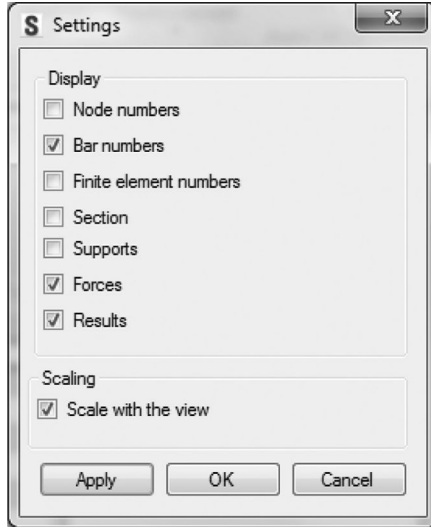 S Settings
X
Display
Node numbers
Bar numbers
Finite element numbers
Section
Supports
Forces
Results
Scaling
Scale with the view
Apply OK Cancel